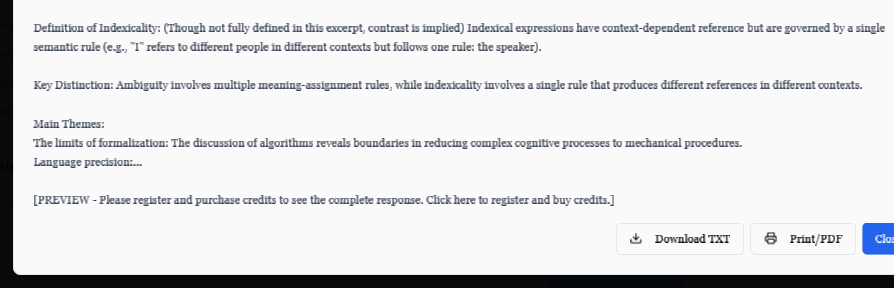 Definition of Indexicality: (Though not fully defined in this excerpt, contrast is implied) Indexical expressions have context-dependent reference but are governed by a single
semantic rule (e.g., "I" refers to different people in different contexts but follows one rule: the speaker).
Key Distinction: Ambiguity involves multiple meaning-assignment rules, while indexicality involves a single rule that produces different references in different contexts.
Main Themes:
The limits of formalization: The discussion of algorithms reveals boundaries in reducing complex cognitive processes to mechanical procedures.
Language precision:...
[PREVIEW - Please register and purchase credits to see the complete response. Click here to register and buy credits.]
Download TXT
Print/PDF
Clos